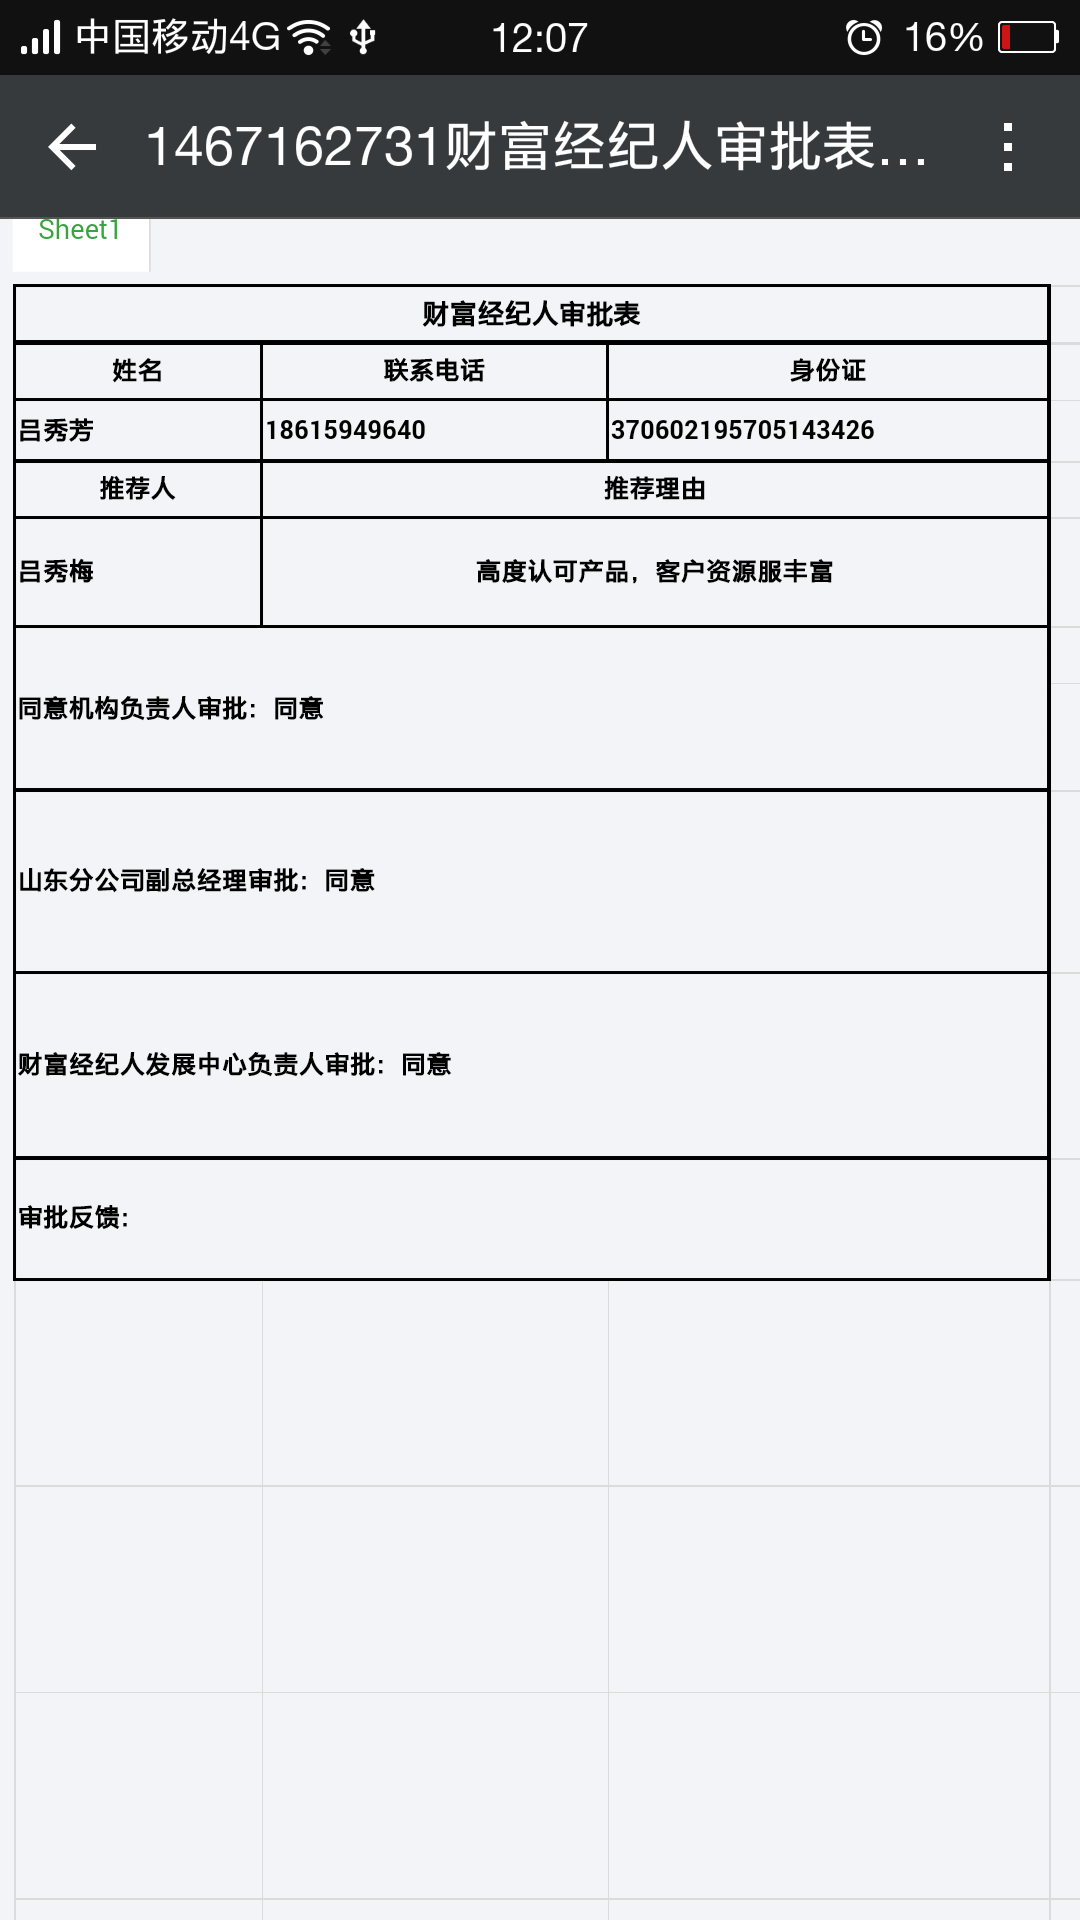 中国移动4G 12:07 16%
1467162731财富经纪人审批表...
Sheet1
财富经纪人审批表
姓名 联系电话 身份证
吕秀芳 18615949640 370602195705143426
推荐人 推荐理由
吕秀梅 高度认可产品，客户资源服丰富
同意机构负责人审批：同意
山东分公司副总经理审批：同意
财富经纪人发展中心负责人审批：同意
审批反馈：